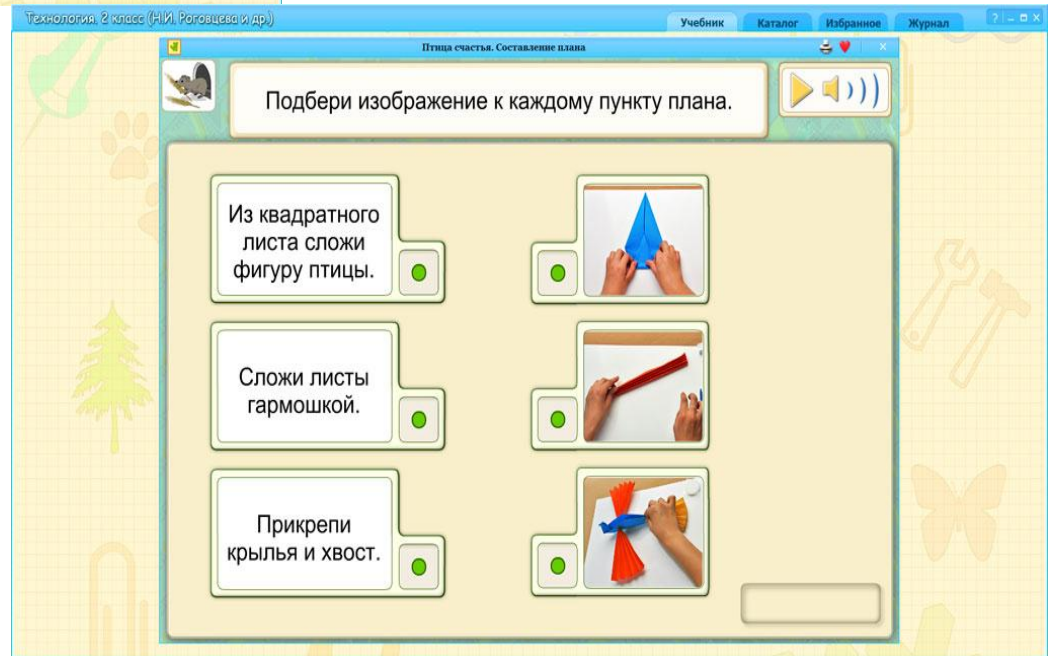 Технология. 2 класс (Н.И. Роговцева и др.)
Учебник Каталог Избранное Журнал
Птица счастья. Составление плана
Подбери изображение к каждому пункту плана.
Из квадратного
листа сложи
фигуру птицы.
Сложи листы
гармошкой.
Прикрепи
крылья и хвост.